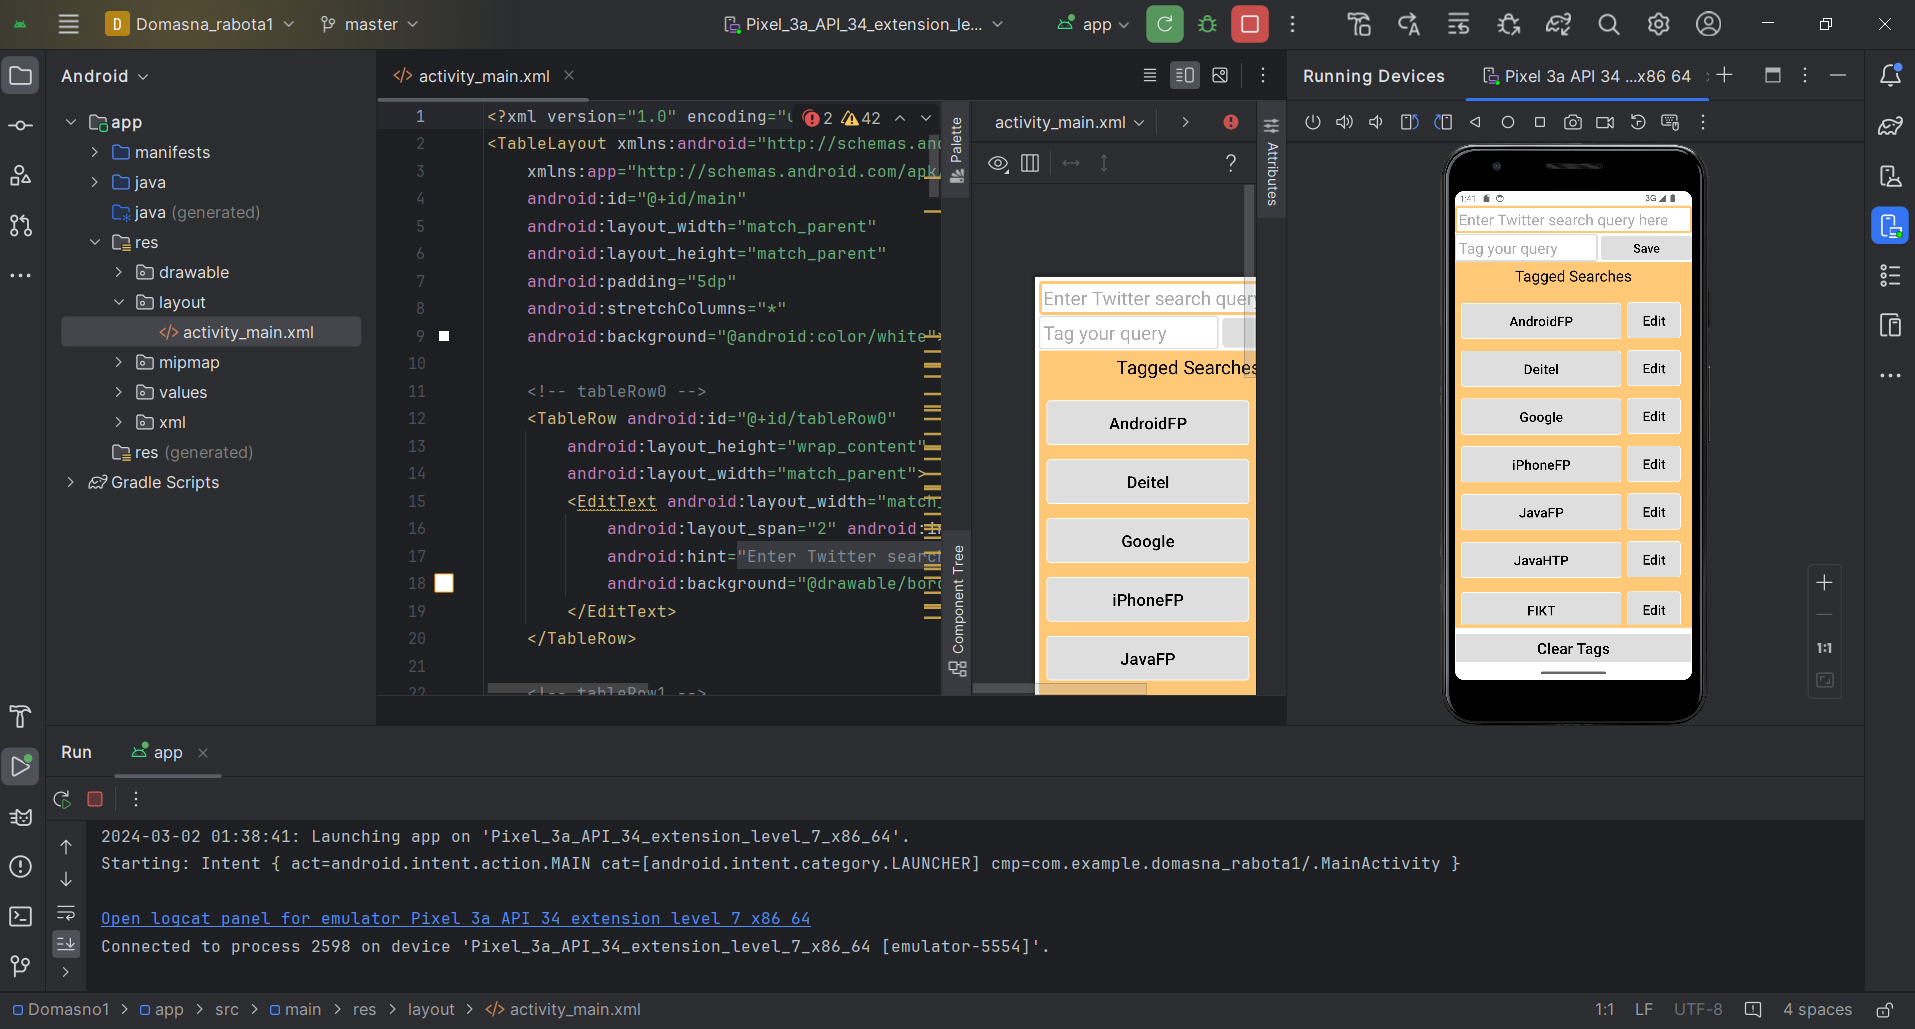 D Domasna_rabota1
master
Pixel_3a_API_34_extension_le...
app
Android
app
manifests
java
java (generated)
res
drawable
layout
activity_main.xml
mipmap
values
xml
res (generated)
Gradle Scripts
activity_main.xml
2 42
1 <?xml version="1.0" encoding="u
2 <TableLayout xmlns:android="http://schemas.and
3 xmlns:app="http://schemas.android.com/apk/
4 android:id="@+id/main"
5 android:layout_width="match_parent"
6 android:layout_height="match_parent"
7 android:padding="5dp"
8 android:stretchColumns="*"
9 android:background="@android:color/white">
10
11 <!-- tableRow0 -->
12 <TableRow android:id="@+id/tableRow0"
13 android:layout_height="wrap_content"
14 android:layout_width="match_parent">
15 <EditText android:layout_width="match_
16 android:layout_span="2" android:in
17 android:hint="Enter Twitter search
18 android:background="@drawable/bord
19 </EditText>
20 </TableRow>
21
22 <!-- tableRow1 -->
Palette
Component Tree
activity_main.xml
?
Attributes
Enter Twitter search query
Tag your query
Tagged Searches
AndroidFP
Deitel
Google
iPhoneFP
JavaFP
Running Devices
Pixel 3a API 34 ...x86 64
1:41
3G
Enter Twitter search query here
Tag your query
Save
Tagged Searches
AndroidFP Edit
Deitel Edit
Google Edit
iPhoneFP Edit
JavaFP Edit
JavaHTP Edit
FIKT Edit
Clear Tags
1:1
Run
app
2024-03-02 01:38:41: Launching app on 'Pixel_3a_API_34_extension_level_7_x86_64'.
Starting: Intent { act=android.intent.action.MAIN cat=[android.intent.category.LAUNCHER] cmp=com.example.domasna_rabota1/.MainActivity }
Open logcat panel for emulator Pixel 3a API 34 extension level 7 x86 64
Connected to process 2598 on device 'Pixel_3a_API_34_extension_level_7_x86_64 [emulator-5554]'.
Domasno1 > app > src > main > res > layout > activity_main.xml
1:1 LF UTF-8 4 spaces